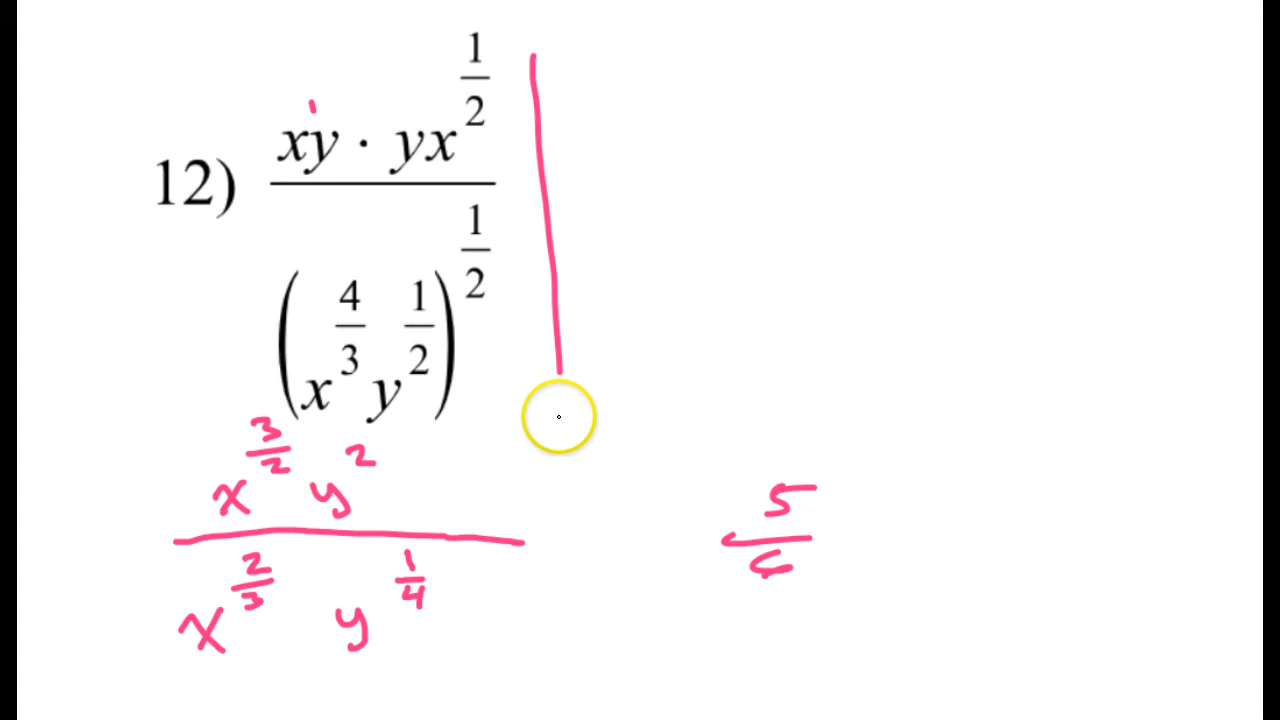 12) xy · yx^(1/2)
(x^(4/3) y^(1/2))^(1/2)
x^(3/2) y^2
x^(2/3) y^(1/4)
5